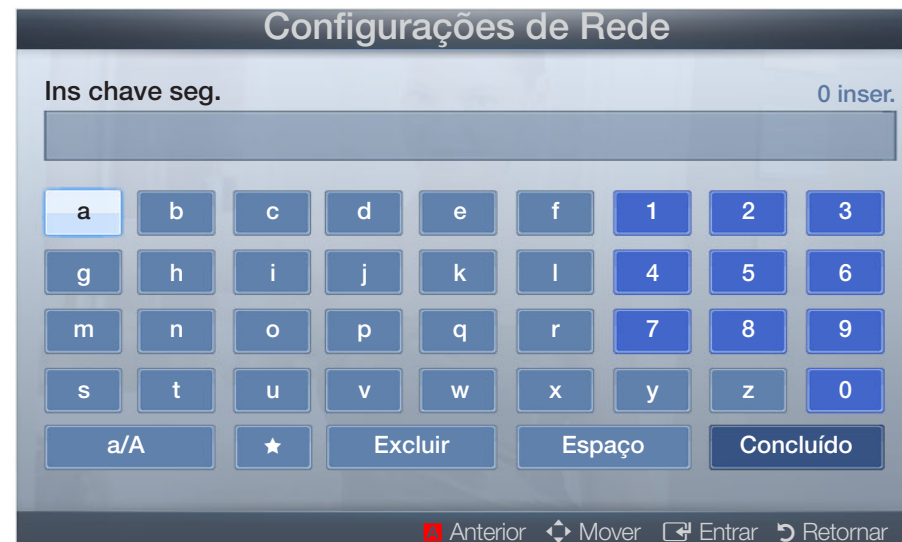 Configurações de Rede
Ins chave seg. 0 inser.
a b c d e f 1 2 3
g h i j k l 4 5 6
m n o p q r 7 8 9
s t u v w x y z 0
a/A ★ Excluir Espaço Concluído
A Anterior Mover Entrar Retornar